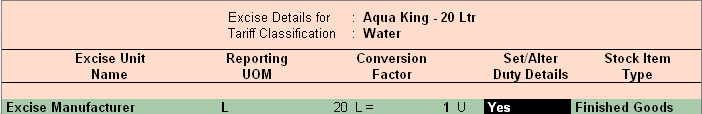 Excise Details for : Aqua King - 20 Ltr
Tariff Classification : Water
Excise Unit Name Reporting UOM Conversion Factor Set/Alter Duty Details Stock Item Type
Excise Manufacturer L 20 L = 1 U Yes Finished Goods